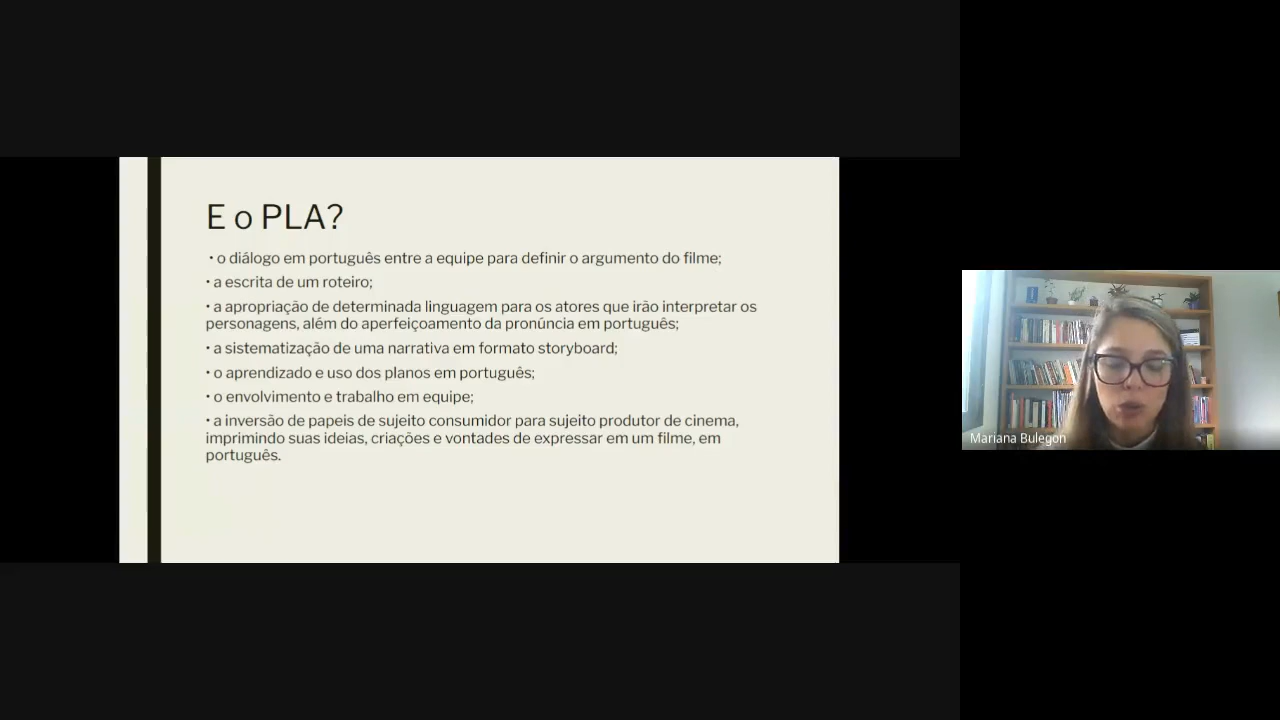 E o PLA?
• o diálogo em português entre a equipe para definir o argumento do filme;
• a escrita de um roteiro;
• a apropriação de determinada linguagem para os atores que irão interpretar os
personagens, além do aperfeiçoamento da pronúncia em português;
• a sistematização de uma narrativa em formato storyboard;
• o aprendizado e uso dos planos em português;
• o envolvimento e trabalho em equipe;
• a inversão de papeis de sujeito consumidor para sujeito produtor de cinema,
imprimindo suas ideias, criações e vontades de expressar em um filme, em
português.
Mariana Bulegon